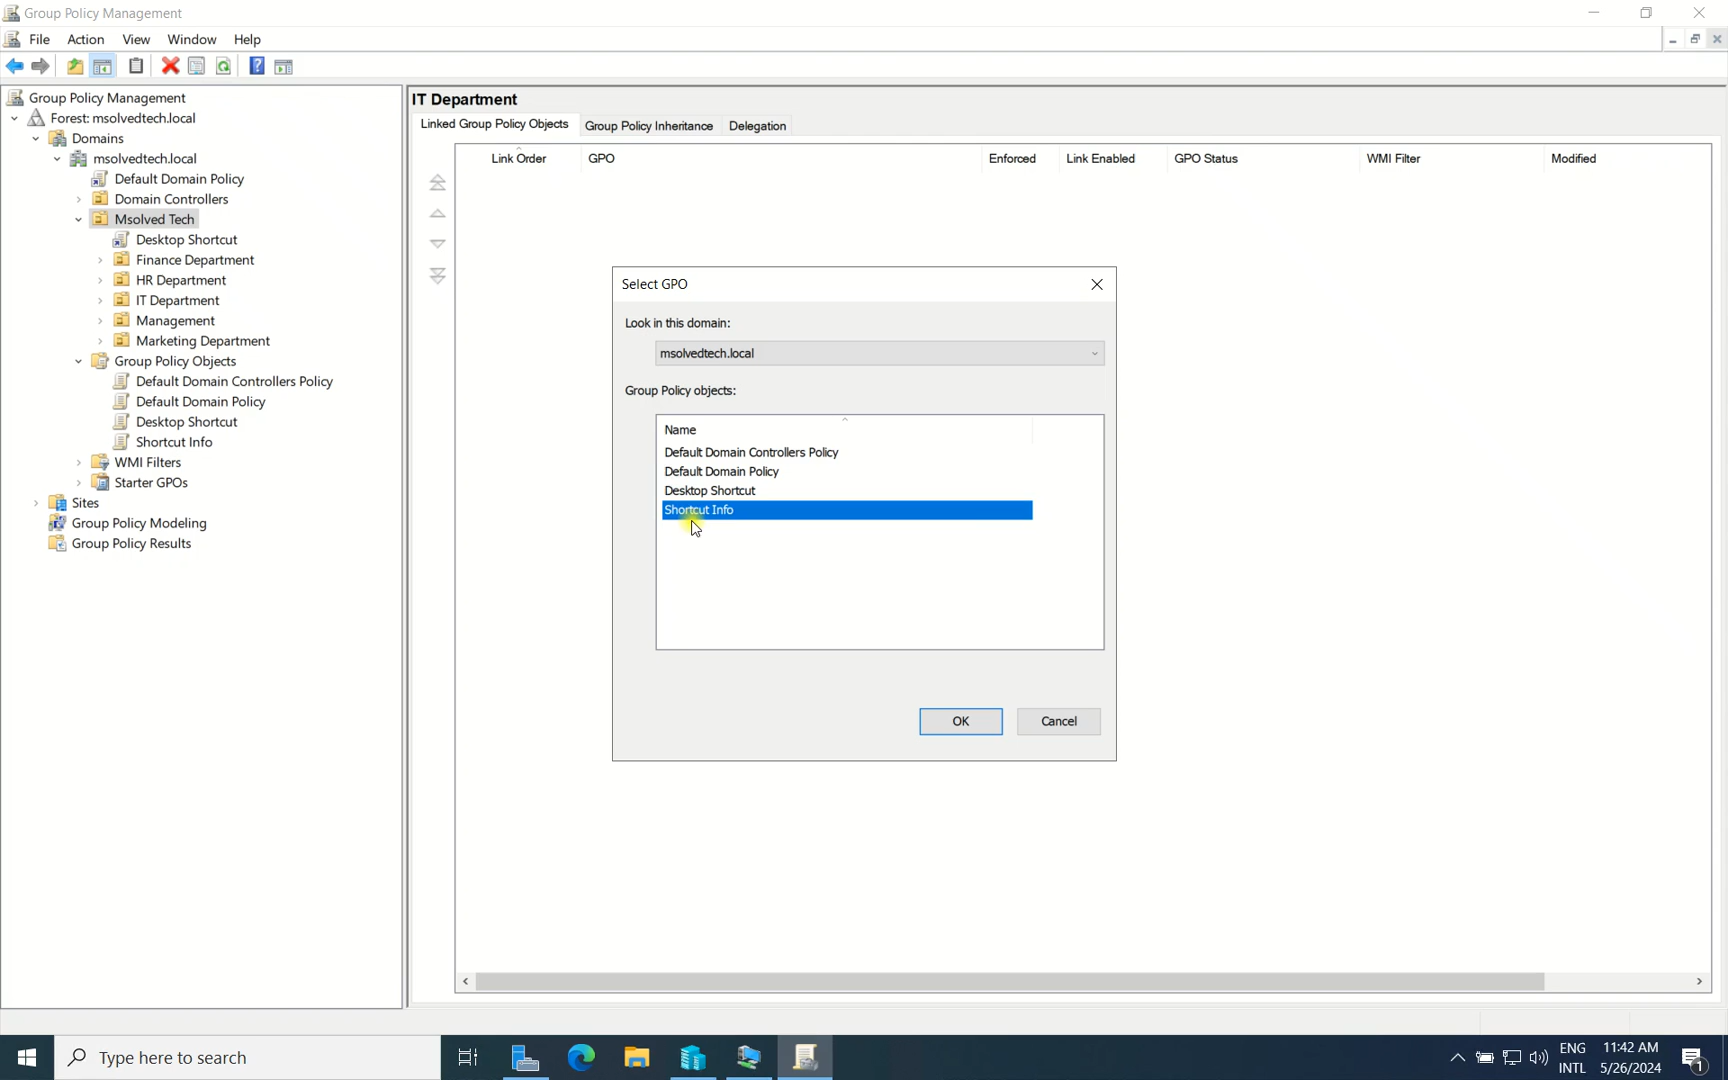 Group Policy Management
File Action View Window Help
Group Policy Management
Forest: msolvedtech.local
Domains
msolvedtech.local
Default Domain Policy
Domain Controllers
Msolved Tech
Desktop Shortcut
Finance Department
HR Department
IT Department
Management
Marketing Department
Group Policy Objects
Default Domain Controllers Policy
Default Domain Policy
Desktop Shortcut
Shortcut Info
WMI Filters
Starter GPOs
Sites
Group Policy Modeling
Group Policy Results
IT Department
Linked Group Policy Objects Group Policy Inheritance Delegation
Link Order GPO Enforced Link Enabled GPO Status WMI Filter Modified
Select GPO
Look in this domain:
msolvedtech.local
Group Policy objects:
Name
Default Domain Controllers Policy
Default Domain Policy
Desktop Shortcut
Shortcut Info
OK Cancel
Type here to search
ENG 11:42 AM
INTL 5/26/2024
1